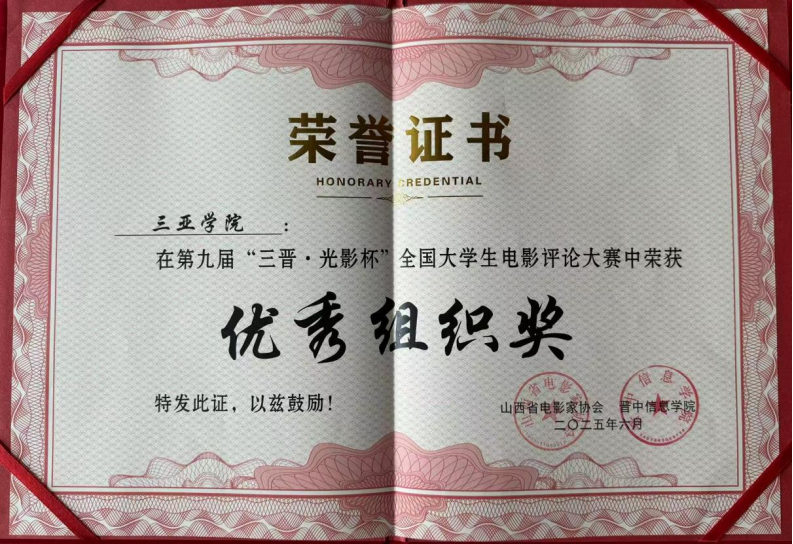 荣誉证书
HONORARY CREDENTIAL
三亚学院：
在第九届“三晋·光影杯”全国大学生电影评论大赛中荣获
优秀组织奖
特发此证，以兹鼓励！
山西省电影家协会 晋中信息学院
二〇二五年六月